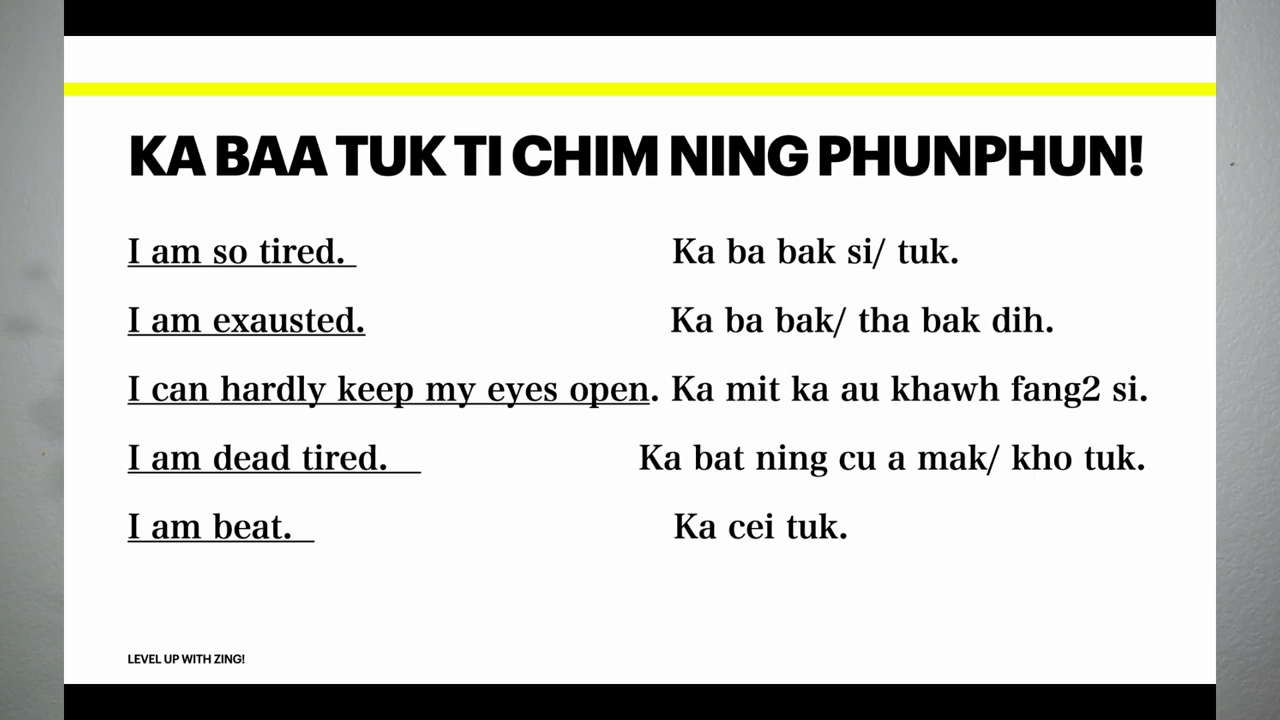 KA BAA TUK TI CHIM NING PHUNPHUN!
I am so tired. Ka ba bak si/ tuk.
I am exausted. Ka ba bak/ tha bak dih.
I can hardly keep my eyes open. Ka mit ka au khawh fang2 si.
I am dead tired. Ka bat ning cu a mak/ kho tuk.
I am beat. Ka cei tuk.
LEVEL UP WITH ZING!